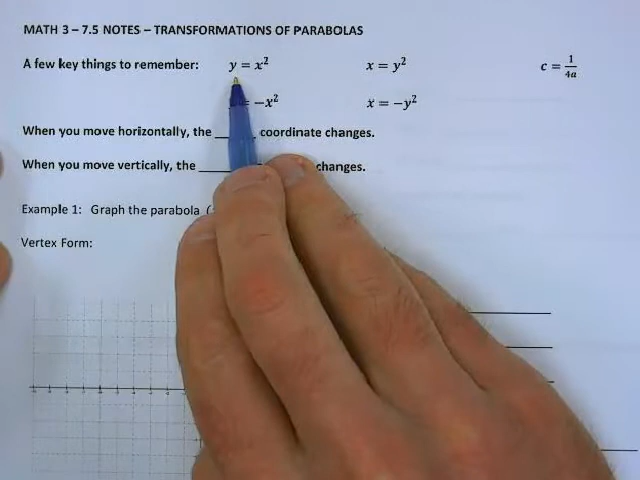 MATH 3 – 7.5 NOTES – TRANSFORMATIONS OF PARABOLAS
A few key things to remember: y = x² x = y² c = 1/4a
= −x² x = −y²
When you move horizontally, the ___ coordinate changes.
When you move vertically, the ___ changes.
Example 1: Graph the parabola (
Vertex Form: